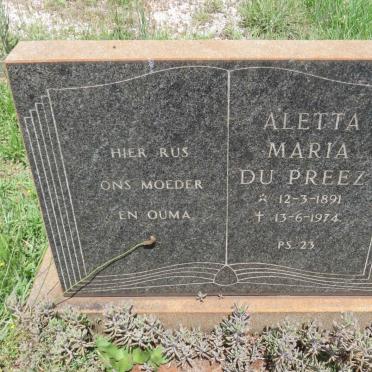 HIER RUS
ONS MOEDER
EN OUMA
ALETTA
MARIA
DU PREEZ
☆ 12-3-1891
✝ 13-6-1974
PS. 23